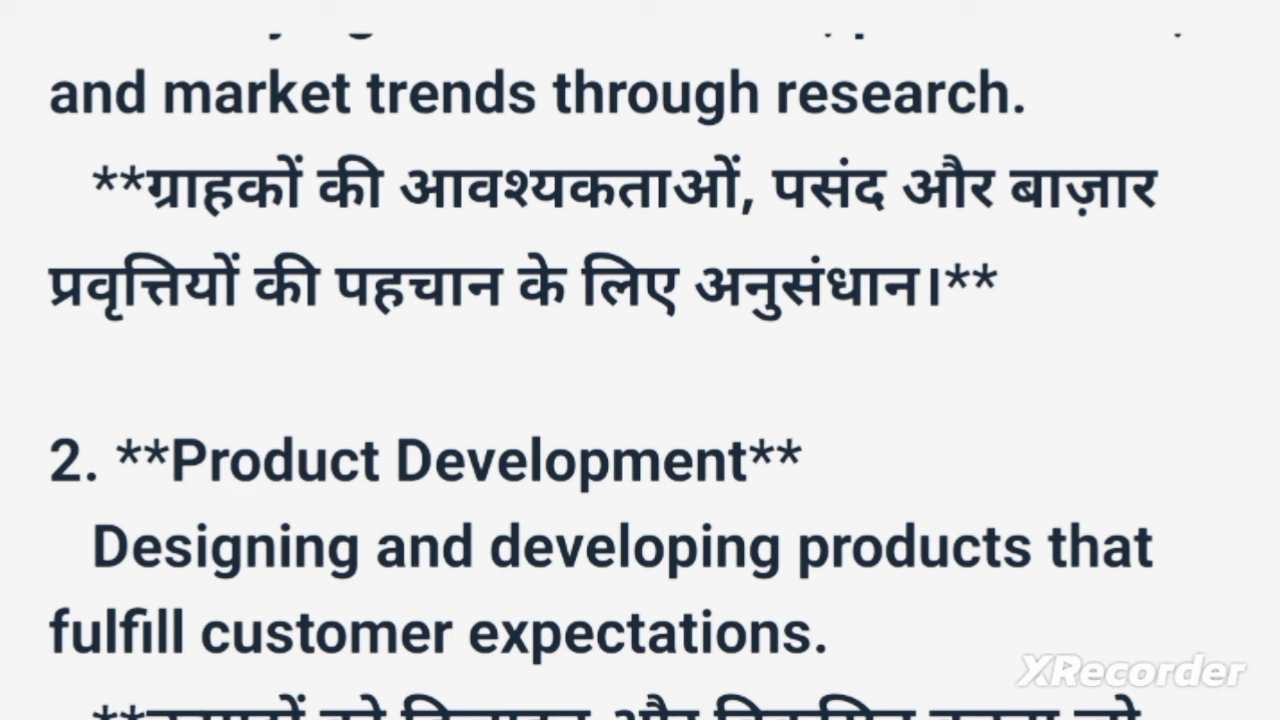 and market trends through research.
**ग्राहकों की आवश्यकताओं, पसंद और बाज़ार
प्रवृत्तियों की पहचान के लिए अनुसंधान।**
2. **Product Development**
Designing and developing products that
fulfill customer expectations.
XRecorder